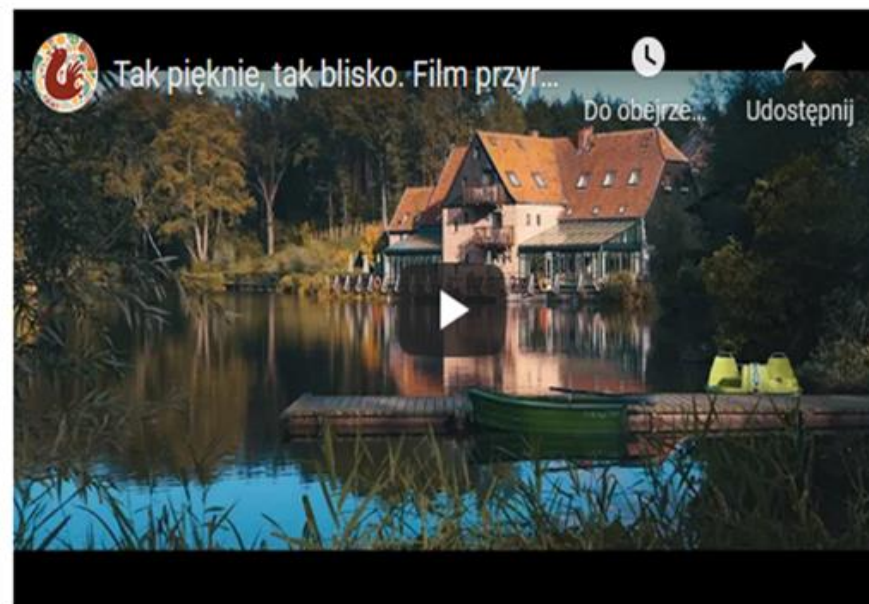 Tak pięknie, tak blisko. Film przyr...
Do obejrze...
Udostępnij